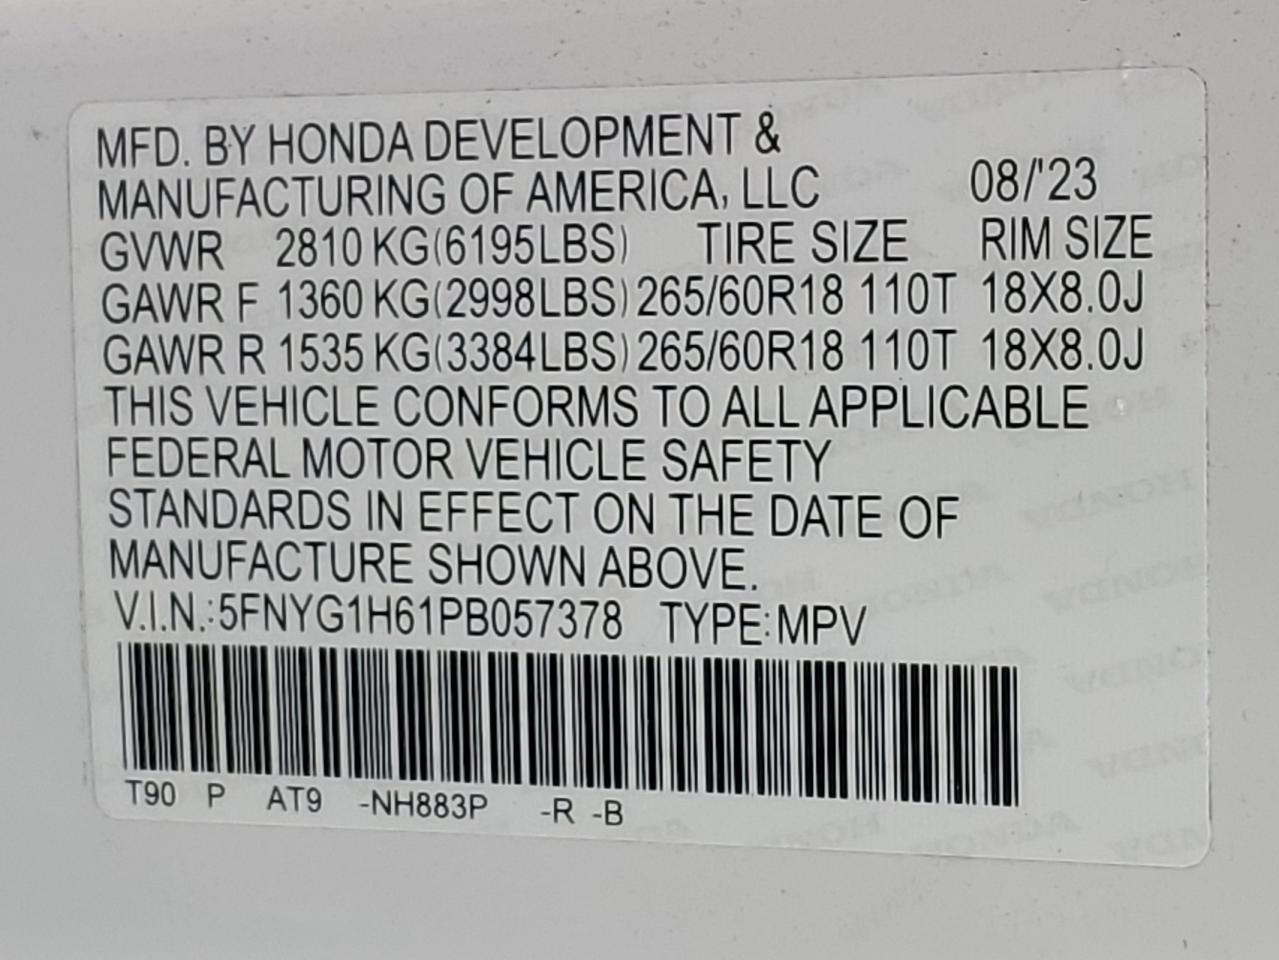 MFD. BY HONDA DEVELOPMENT &
MANUFACTURING OF AMERICA, LLC 08/'23
GVWR 2810 KG(6195LBS) TIRE SIZE RIM SIZE
GAWR F 1360 KG(2998LBS) 265/60R18 110T 18X8.0J
GAWR R 1535 KG(3384LBS) 265/60R18 110T 18X8.0J
THIS VEHICLE CONFORMS TO ALL APPLICABLE
FEDERAL MOTOR VEHICLE SAFETY
STANDARDS IN EFFECT ON THE DATE OF
MANUFACTURE SHOWN ABOVE.
V.I.N.:5FNYG1H61PB057378 TYPE:MPV
T90 P AT9 -NH883P -R -B